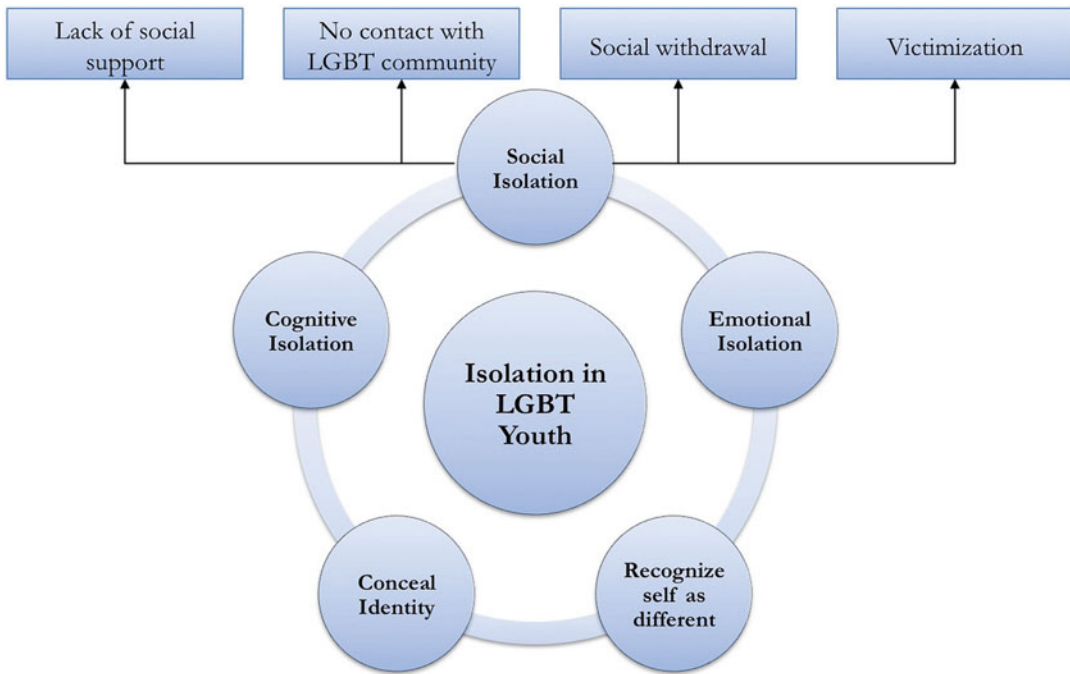 Lack of social
support
No contact with
LGBT community
Social withdrawal
Victimization
Social
Isolation
Cognitive
Isolation
Emotional
Isolation
Isolation in
LGBT
Youth
Conceal
Identity
Recognize
self as
different